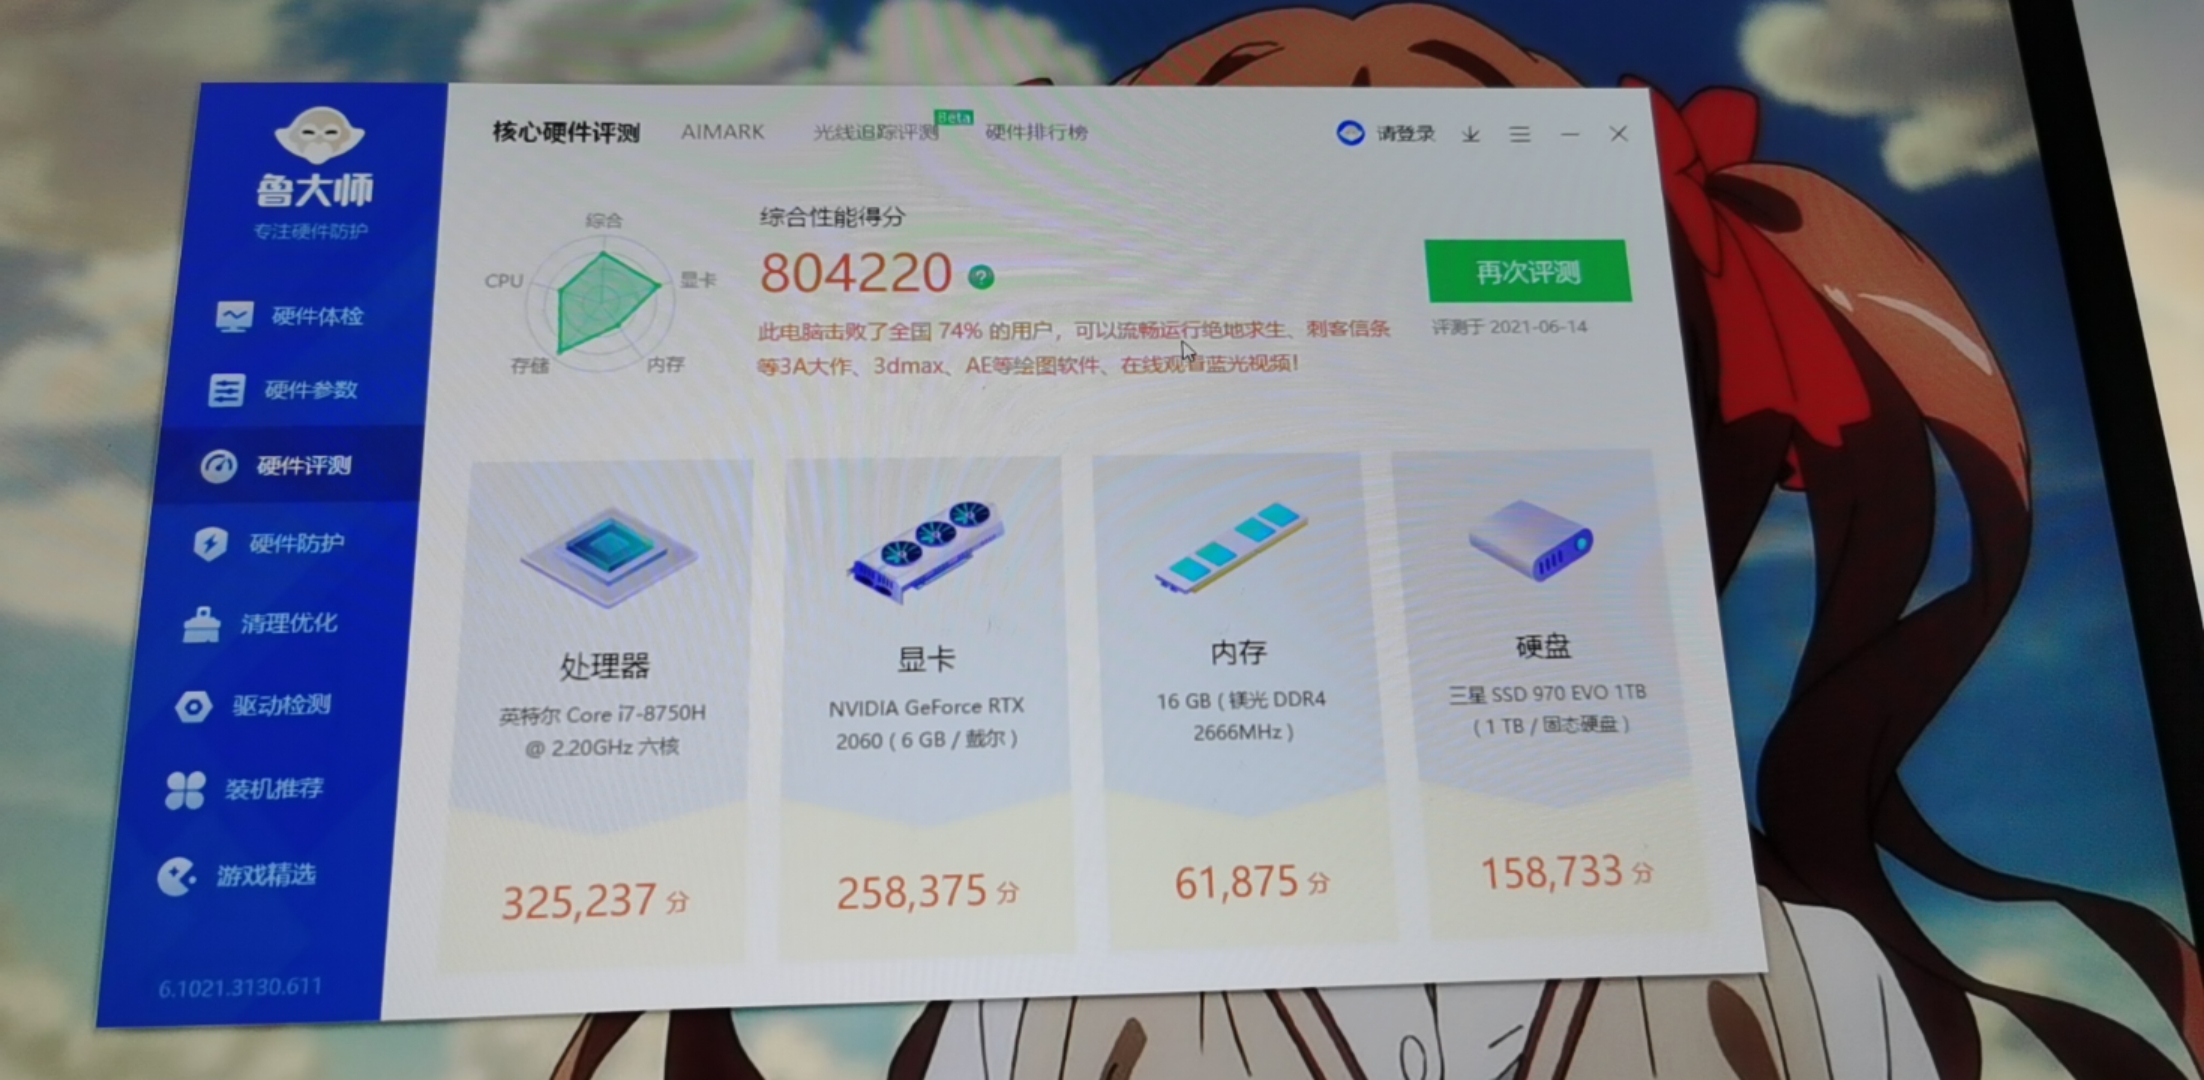 鲁大师
专注硬件防护
硬件体检
硬件参数
硬件评测
硬件防护
清理优化
驱动检测
装机推荐
游戏精选
6.1021.3130.611
核心硬件评测 AIMARK 光线追踪评测 Beta 硬件排行榜
请登录
综合
显卡
内存
存储
CPU
综合性能得分
804220 ?
此电脑击败了全国 74% 的用户，可以流畅运行绝地求生、刺客信条
等3A大作、3dmax、AE等绘图软件、在线观看蓝光视频!
再次评测
评测于 2021-06-14
处理器
英特尔 Core i7-8750H
@ 2.20GHz 六核
325,237 分
显卡
NVIDIA GeForce RTX
2060 ( 6 GB / 戴尔 )
258,375 分
内存
16 GB ( 镁光 DDR4
2666MHz )
61,875 分
硬盘
三星 SSD 970 EVO 1TB
( 1 TB / 固态硬盘 )
158,733 分